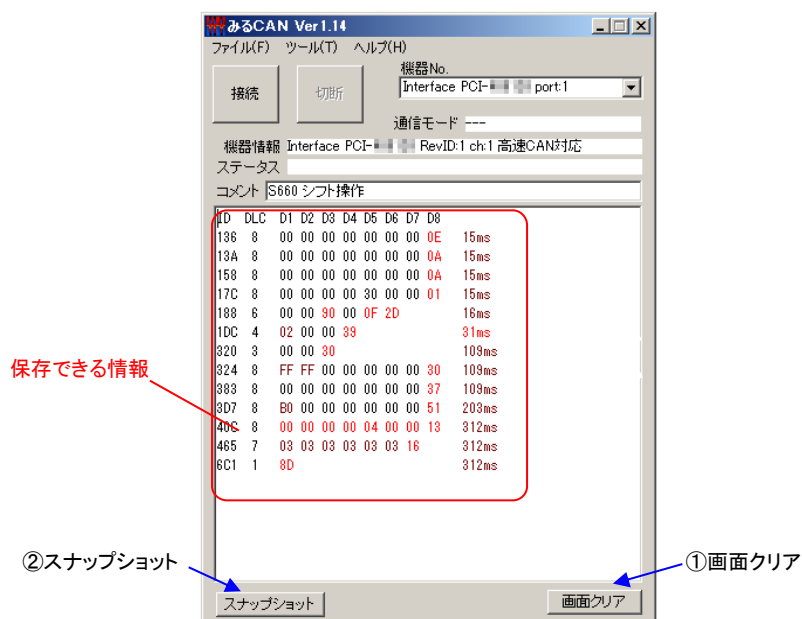 みるCAN Ver1.14
ファイル(F) ツール(T) ヘルプ(H)
機器No.
接続 切断 Interface PCI- port:1
通信モード ---
機器情報 Interface PCI- RevID:1 ch:1 高速CAN対応
ステータス
コメント S660 シフト操作
ID DLC D1 D2 D3 D4 D5 D6 D7 D8
136 8 00 00 00 00 00 00 00 0E 15ms
13A 8 00 00 00 00 00 00 00 0A 15ms
158 8 00 00 00 00 00 00 00 0A 15ms
17C 8 00 00 00 00 30 00 00 01 15ms
188 6 00 00 90 00 0F 2D 16ms
1DC 4 02 00 00 39 31ms
320 3 00 00 30 109ms
324 8 FF FF 00 00 00 00 00 30 109ms
383 8 00 00 00 00 00 00 00 37 109ms
3D7 8 B0 00 00 00 00 00 00 51 203ms
40C 8 00 00 00 00 04 00 00 13 312ms
465 7 03 03 03 03 03 03 16 312ms
6C1 1 8D 312ms
保存できる情報
②スナップショット
①画面クリア
スナップショット 画面クリア